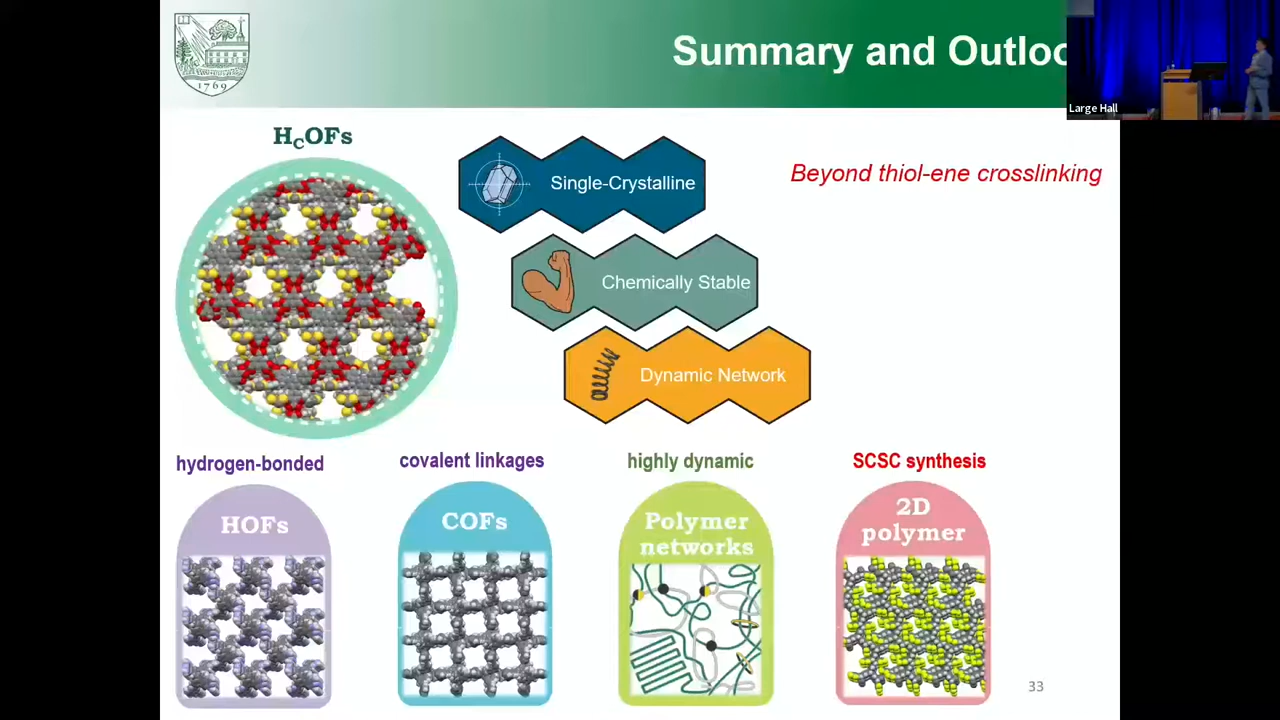 Summary and Outloo
Large Hall
1769
HCOFs
Single-Crystalline
Beyond thiol-ene crosslinking
Chemically Stable
Dynamic Network
hydrogen-bonded
covalent linkages
highly dynamic
SCSC synthesis
HOFs
COFs
Polymer
networks
2D
polymer
33